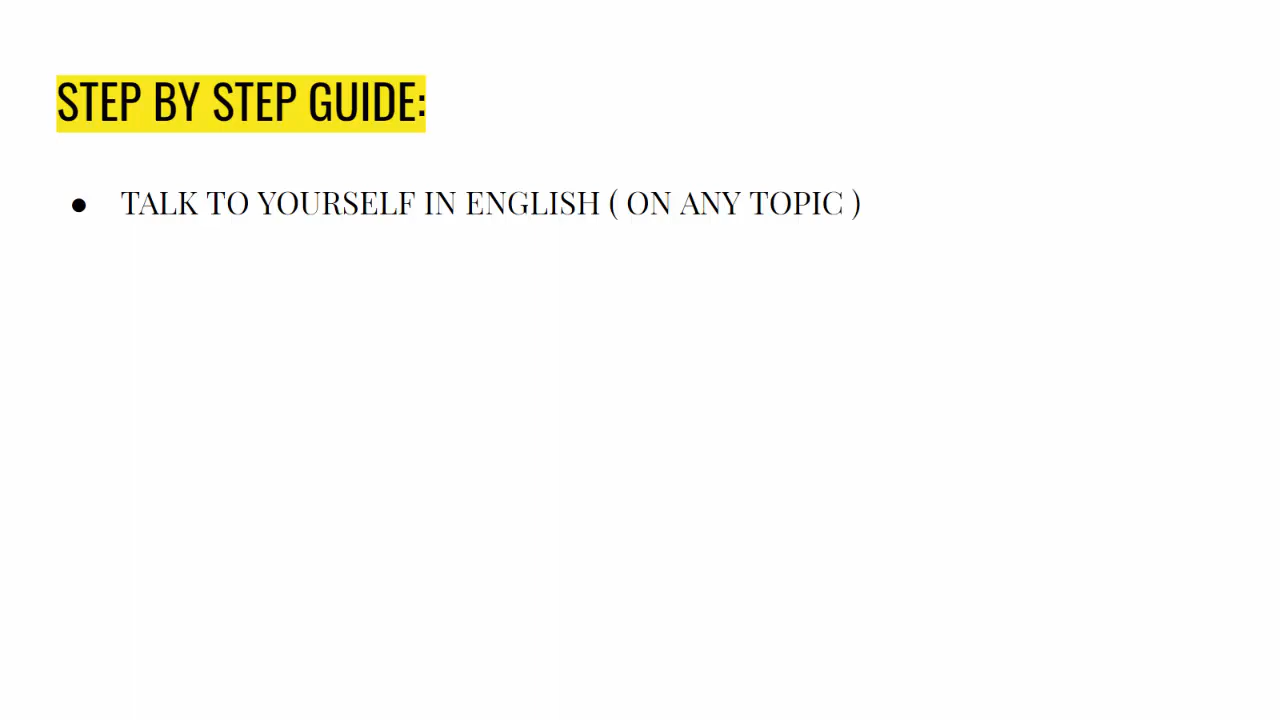 STEP BY STEP GUIDE:
● TALK TO YOURSELF IN ENGLISH ( ON ANY TOPIC )